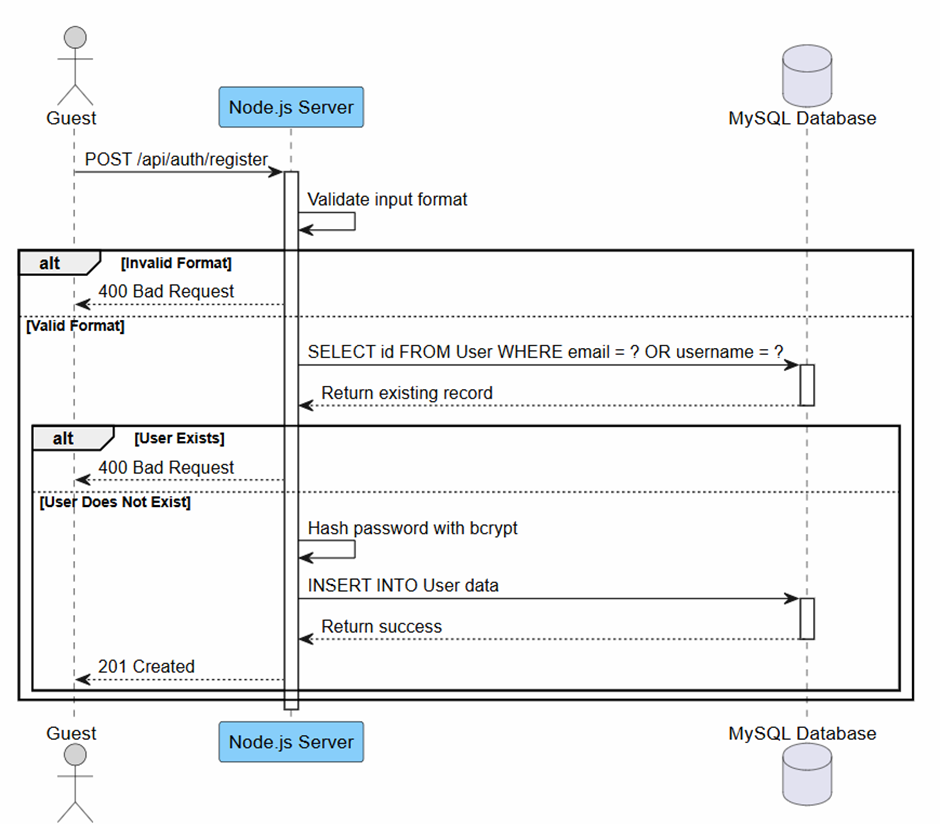 Guest
Node.js Server
MySQL Database
POST /api/auth/register
Validate input format
alt [Invalid Format]
400 Bad Request
[Valid Format]
SELECT id FROM User WHERE email = ? OR username = ?
Return existing record
alt [User Exists]
400 Bad Request
[User Does Not Exist]
Hash password with bcrypt
INSERT INTO User data
Return success
201 Created
Guest
Node.js Server
MySQL Database